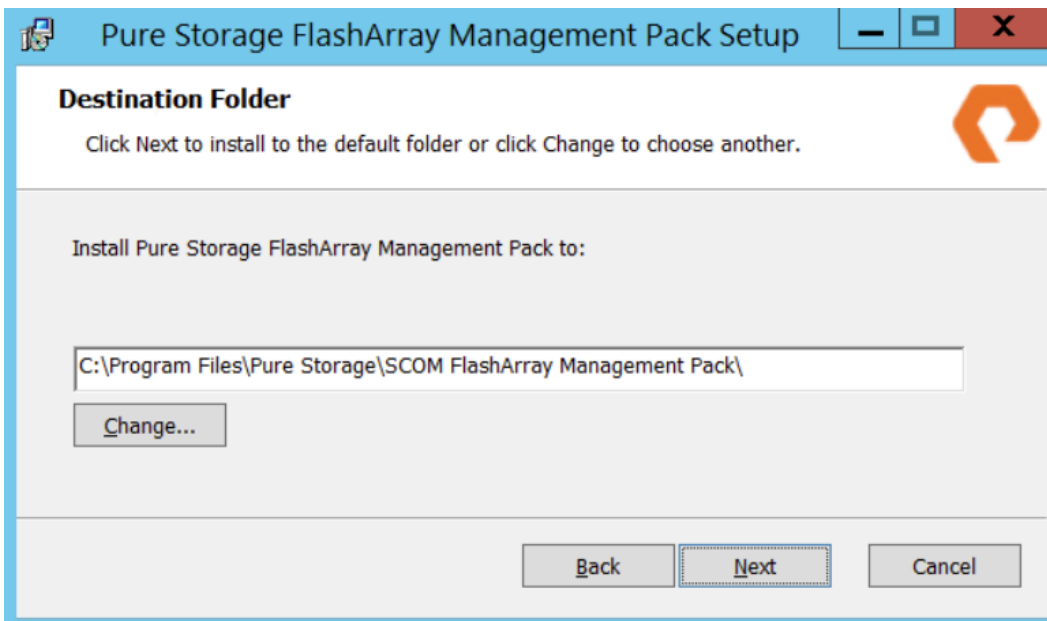 Pure Storage FlashArray Management Pack Setup
Destination Folder
Click Next to install to the default folder or click Change to choose another.
Install Pure Storage FlashArray Management Pack to:
C:\Program Files\Pure Storage\SCOM FlashArray Management Pack\
Change...
Back Next Cancel